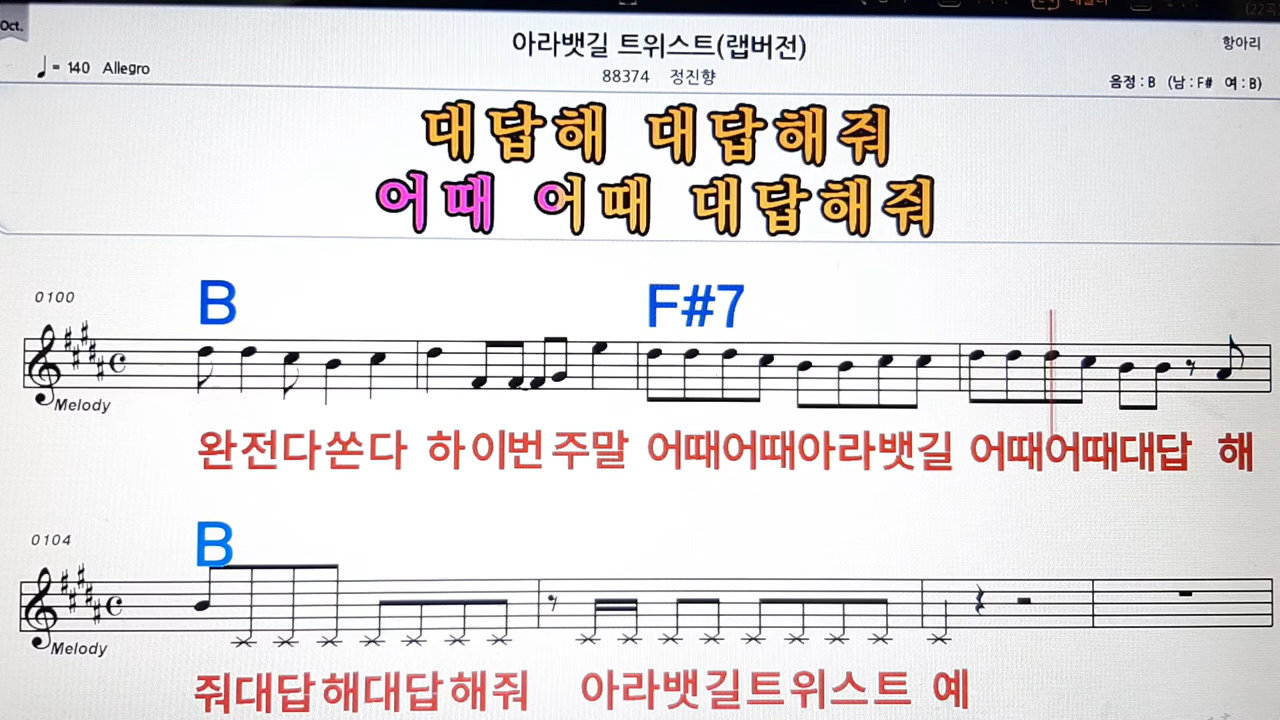 Oct.
아라뱃길 트위스트(랩버전)
항아리
♩ = 140 Allegro
88374 정진향
음정 : B (남 : F# 여 : B)
대답해 대답해줘
어때 어때 대답해줘
0100
B F#7
Melody
완전다쏜다 하이번주말 어때어때아라뱃길 어때어때대답 해
0104
B
Melody
줘대답해대답해줘 아라뱃길트위스트 예